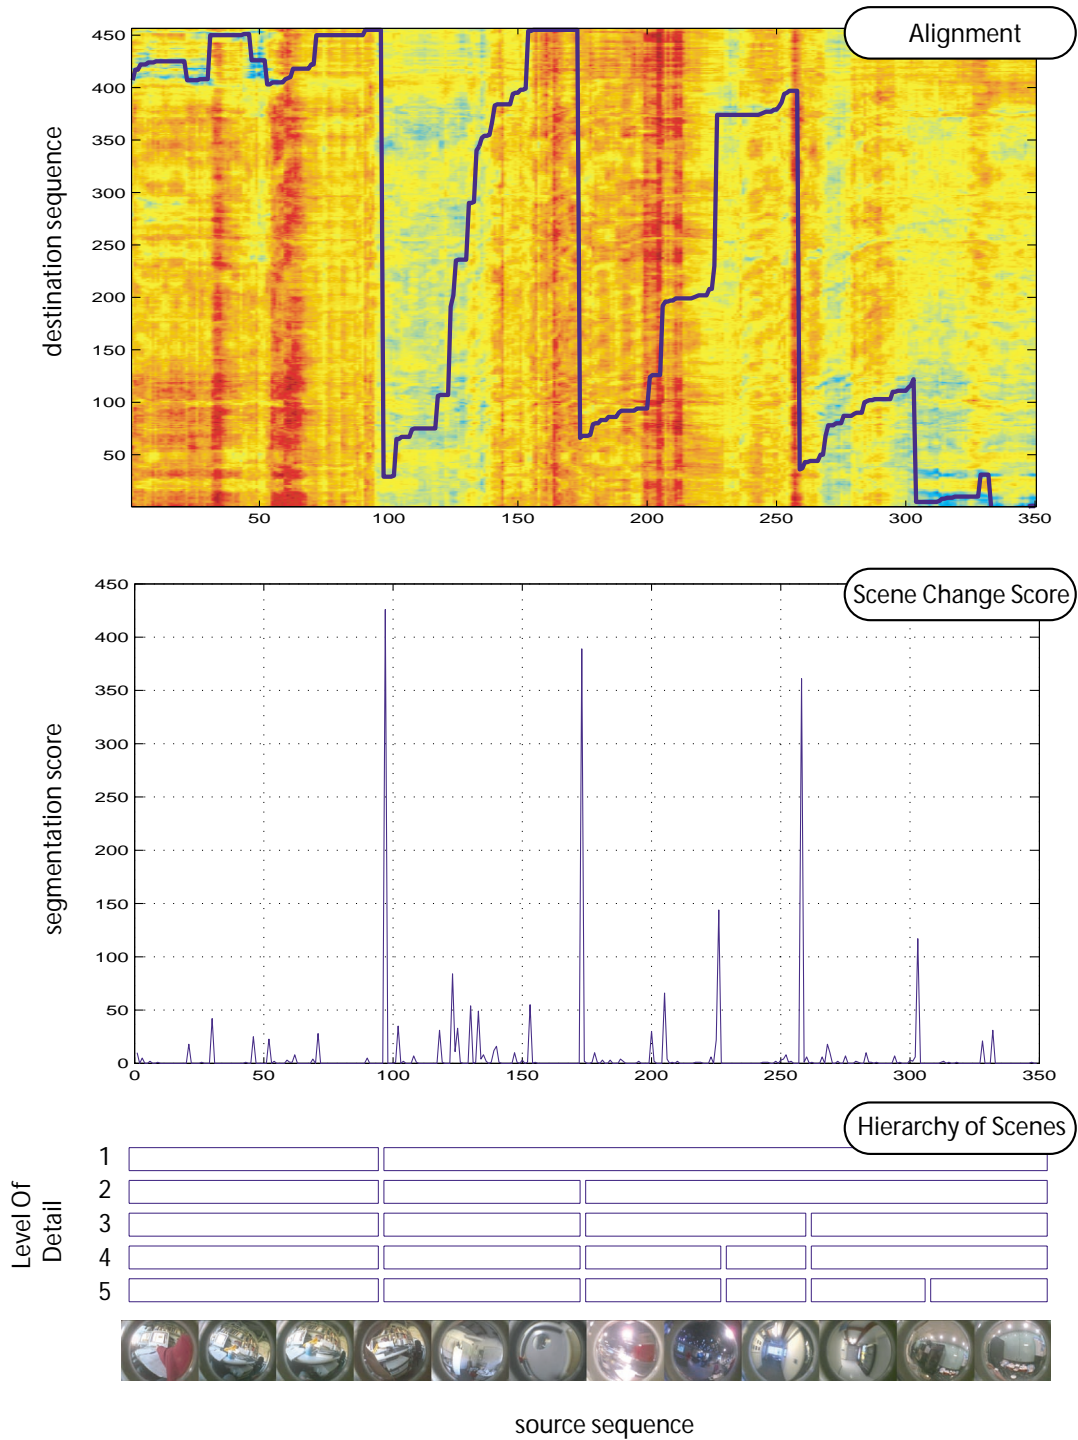 Alignment
destination sequence
450
400
350
300
250
200
150
100
50
50 100 150 200 250 300 350
Scene Change Score
segmentation score
450
400
350
300
250
200
150
100
50
0
0 50 100 150 200 250 300 350
Hierarchy of Scenes
Level Of
Detail
1
2
3
4
5
source sequence